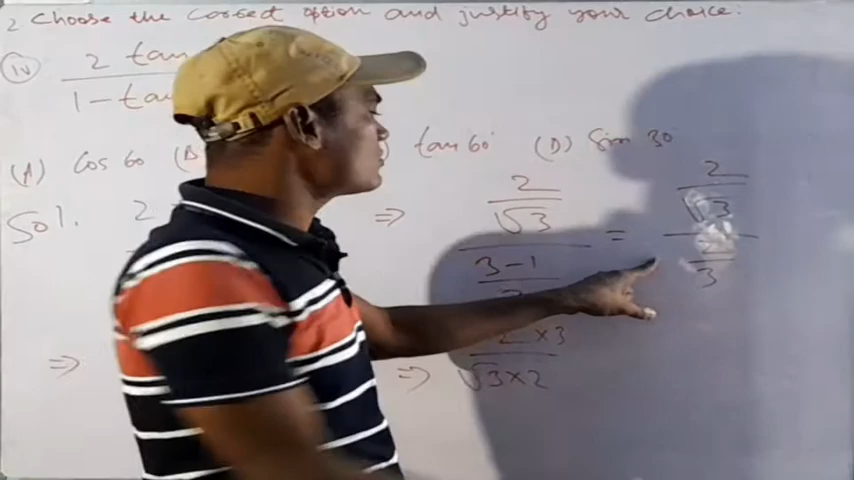 2 Choose the correct option and justify your choice:
(iv) 2 tan
1 - tan
(A) cos 60 (B tan 60° (D) Sin 30
Sol. 2 ⇒ 2/√3 / 3-1 = 2/√3 / 3
⇒ ⇒ 2×3 / √3×2